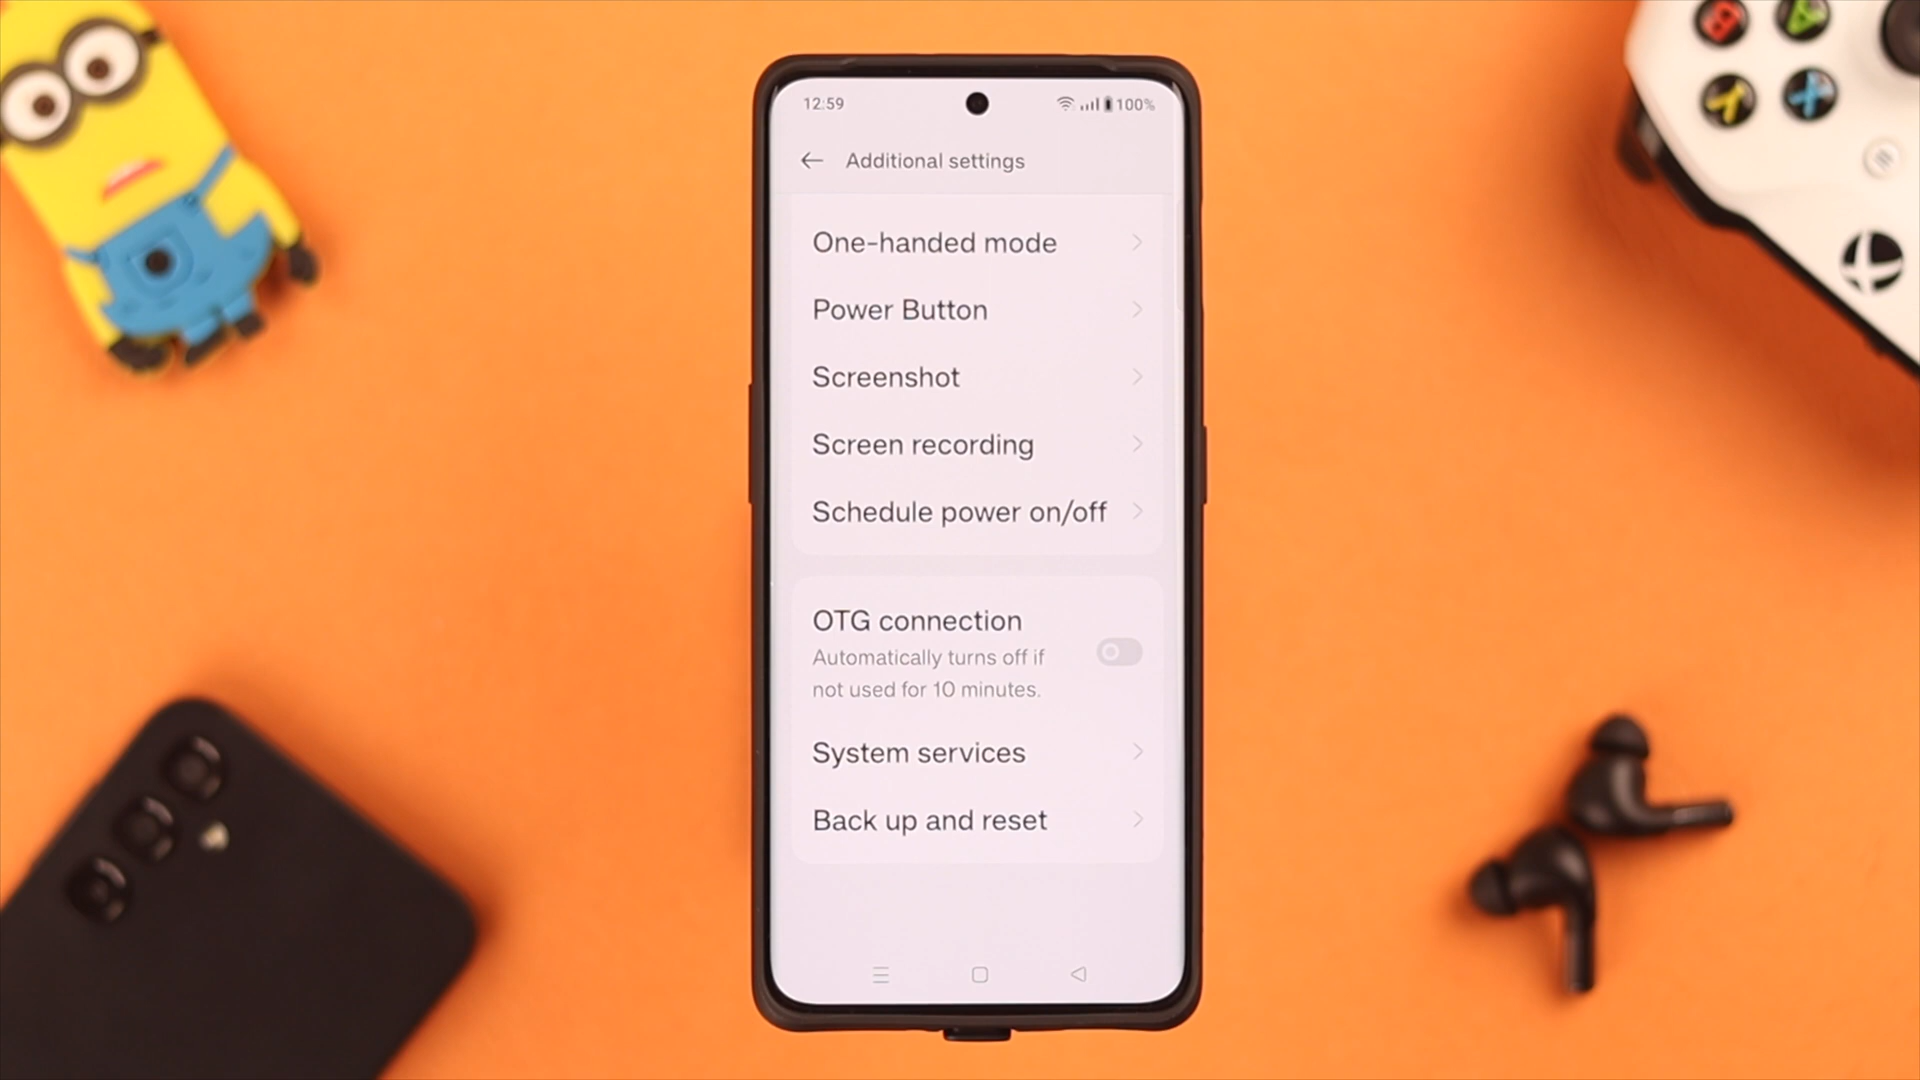 12:59 100%
Additional settings
One-handed mode
Power Button
Screenshot
Screen recording
Schedule power on/off
OTG connection
Automatically turns off if
not used for 10 minutes.
System services
Back up and reset
B A
Y X